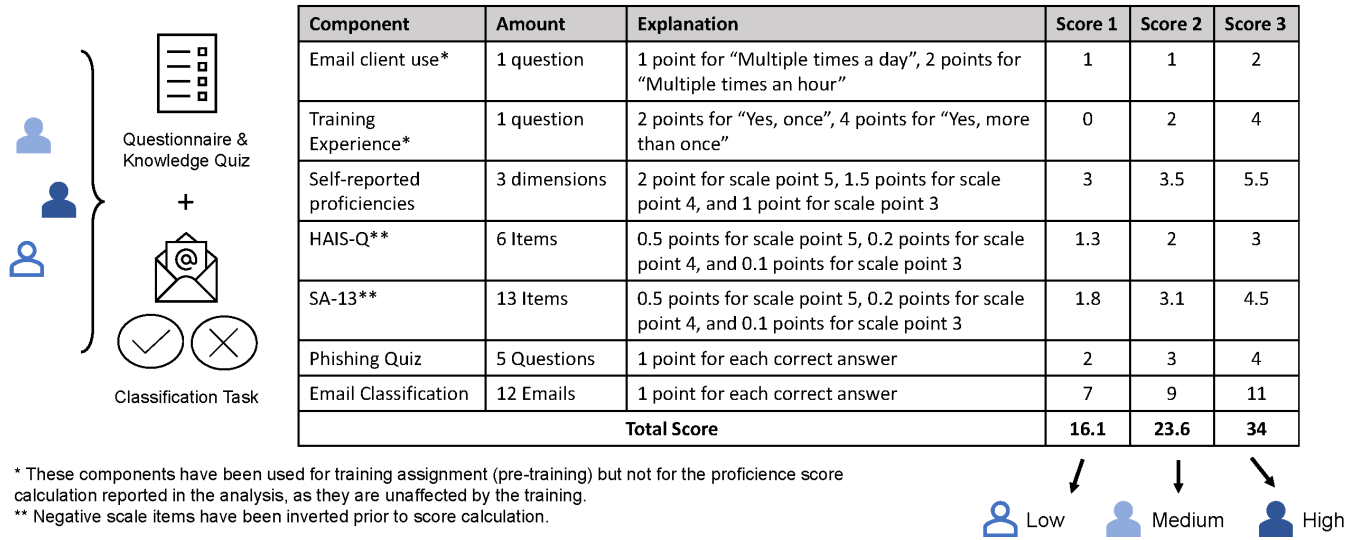 Questionnaire &
Knowledge Quiz
+
@
Classification Task
Component Amount Explanation Score 1 Score 2 Score 3
Email client use* 1 question 1 point for “Multiple times a day”, 2 points for 1 1 2
“Multiple times an hour”
Training 1 question 2 points for “Yes, once”, 4 points for “Yes, more 0 2 4
Experience* than once”
Self-reported 3 dimensions 2 point for scale point 5, 1.5 points for scale 3 3.5 5.5
proficiencies point 4, and 1 point for scale point 3
HAIS-Q** 6 Items 0.5 points for scale point 5, 0.2 points for scale 1.3 2 3
point 4, and 0.1 points for scale point 3
SA-13** 13 Items 0.5 points for scale point 5, 0.2 points for scale 1.8 3.1 4.5
point 4, and 0.1 points for scale point 3
Phishing Quiz 5 Questions 1 point for each correct answer 2 3 4
Email Classification 12 Emails 1 point for each correct answer 7 9 11
Total Score 16.1 23.6 34
* These components have been used for training assignment (pre-training) but not for the proficience score
calculation reported in the analysis, as they are unaffected by the training.
** Negative scale items have been inverted prior to score calculation.
Low Medium High